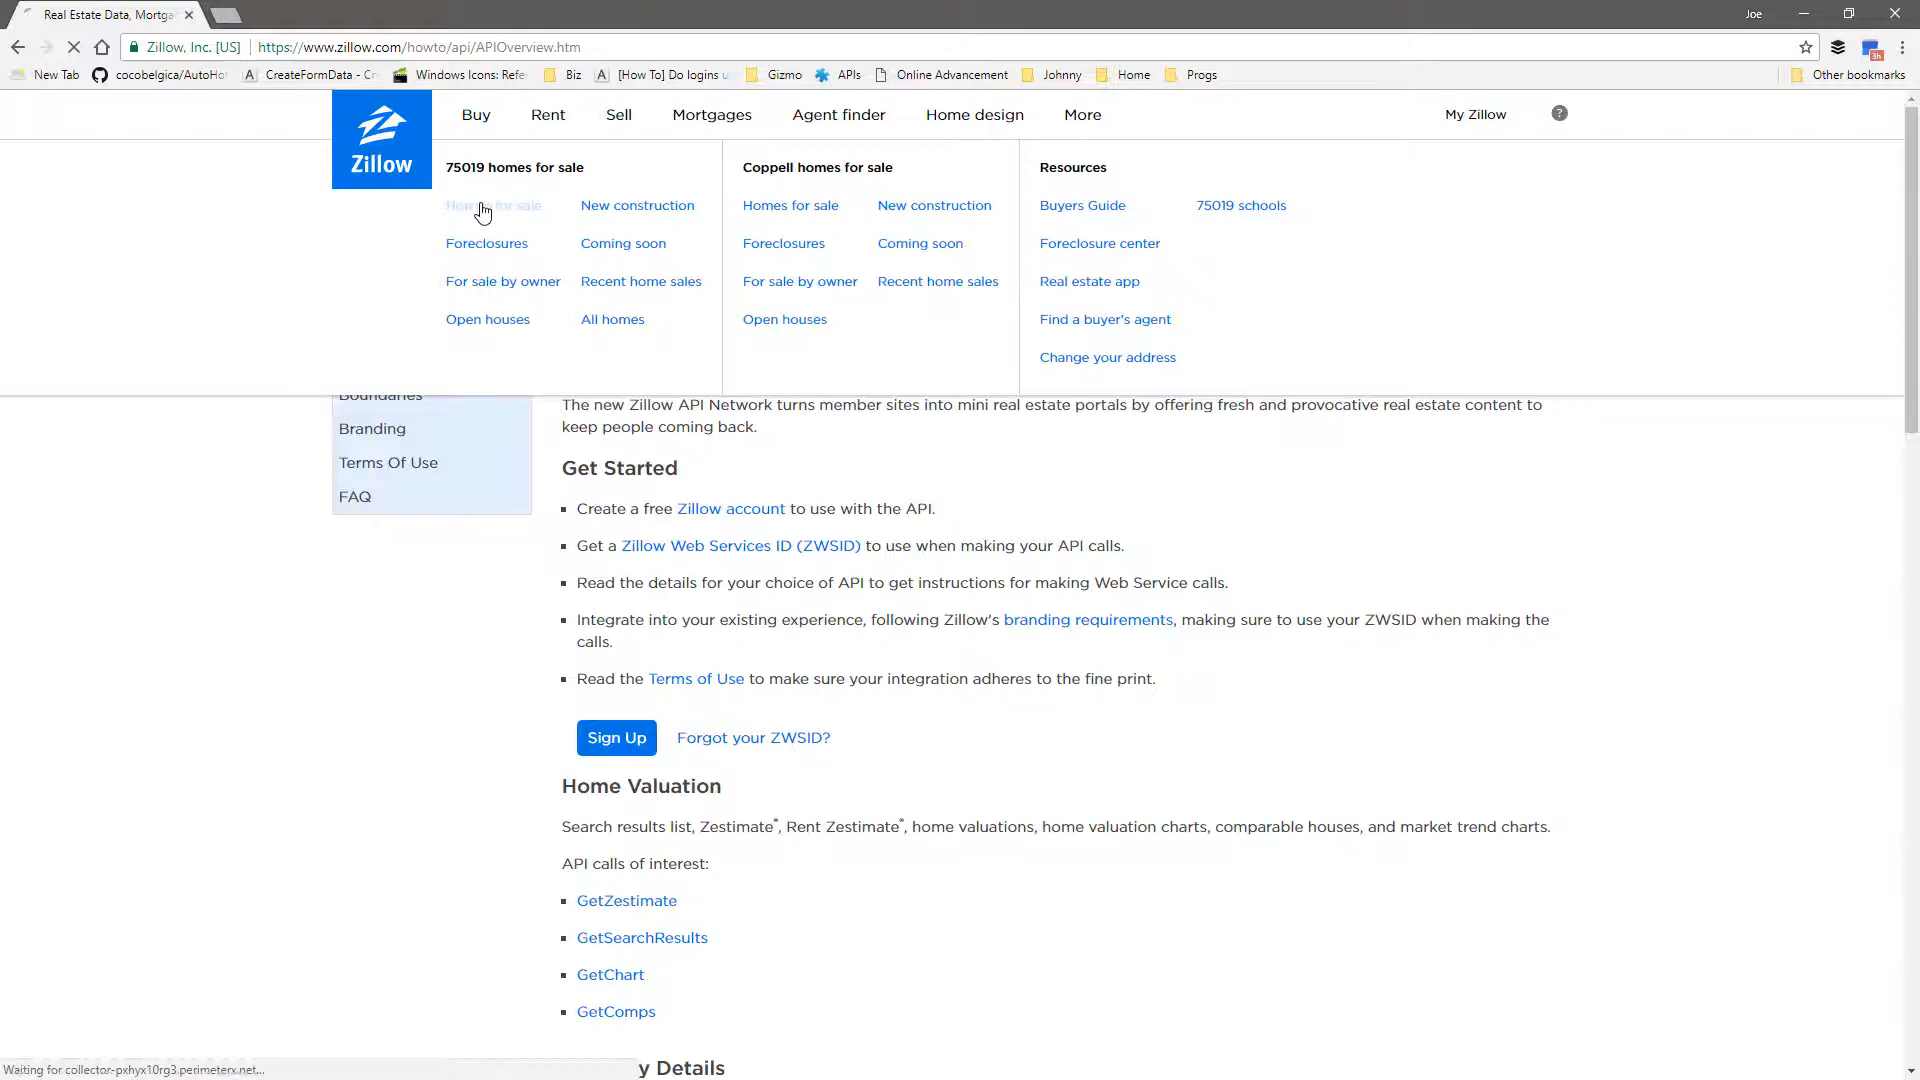 Real Estate Data, Mortga
Joe
Zillow, Inc. [US] https://www.zillow.com/howto/api/APIOverview.htm
New Tab cocobelgica/AutoHo CreateFormData - Cr Windows Icons: Refe Biz [How To] Do logins u Gizmo APIs Online Advancement Johnny Home Progs Other bookmarks
Zillow
Buy Rent Sell Mortgages Agent finder Home design More My Zillow ?
75019 homes for sale Coppell homes for sale Resources
Homes for sale New construction Homes for sale New construction Buyers Guide 75019 schools
Foreclosures Coming soon Foreclosures Coming soon Foreclosure center
For sale by owner Recent home sales For sale by owner Recent home sales Real estate app
Open houses All homes Open houses Find a buyer's agent
Change your address
Boundaries
Branding
Terms Of Use
FAQ
The new Zillow API Network turns member sites into mini real estate portals by offering fresh and provocative real estate content to
keep people coming back.
Get Started
▪ Create a free Zillow account to use with the API.
▪ Get a Zillow Web Services ID (ZWSID) to use when making your API calls.
▪ Read the details for your choice of API to get instructions for making Web Service calls.
▪ Integrate into your existing experience, following Zillow's branding requirements, making sure to use your ZWSID when making the
calls.
▪ Read the Terms of Use to make sure your integration adheres to the fine print.
Sign Up Forgot your ZWSID?
Home Valuation
Search results list, Zestimate®, Rent Zestimate®, home valuations, home valuation charts, comparable houses, and market trend charts.
API calls of interest:
▪ GetZestimate
▪ GetSearchResults
▪ GetChart
▪ GetComps
y Details
Waiting for collector-pxhyx10rg3.perimeterx.net...